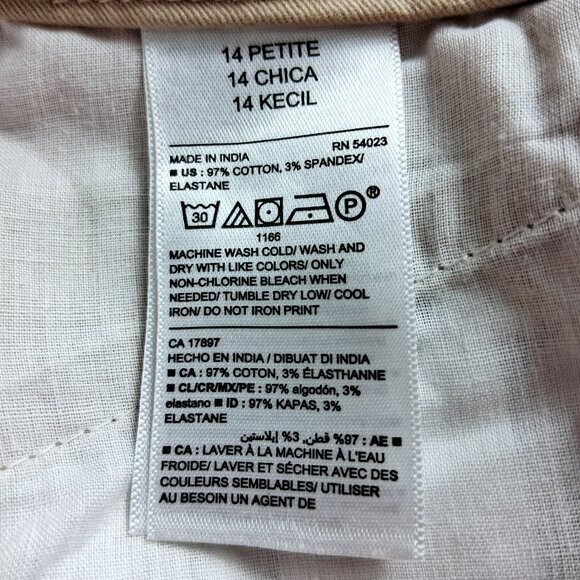 14 PETITE
14 CHICA
14 KECIL
RN 54023
MADE IN INDIA
■ US : 97% COTTON, 3% SPANDEX/
ELASTANE
30 P ®
1166
MACHINE WASH COLD/ WASH AND
DRY WITH LIKE COLORS/ ONLY
NON-CHLORINE BLEACH WHEN
NEEDED/ TUMBLE DRY LOW/ COOL
IRON/ DO NOT IRON PRINT
CA 17897
HECHO EN INDIA / DIBUAT DI INDIA
■ CA : 97% COTON, 3% ÉLASTHANNE
■ CL/CR/MX/PE : 97% algodón, 3%
elastano ■ ID : 97% KAPAS, 3%
ELASTANE
■ AE : 97% قطن, 3% إيلاستين
■ CA : LAVER À LA MACHINE À L'EAU
FROIDE/ LAVER ET SÉCHER AVEC DES
COULEURS SEMBLABLES/ UTILISER
AU BESOIN UN AGENT DE